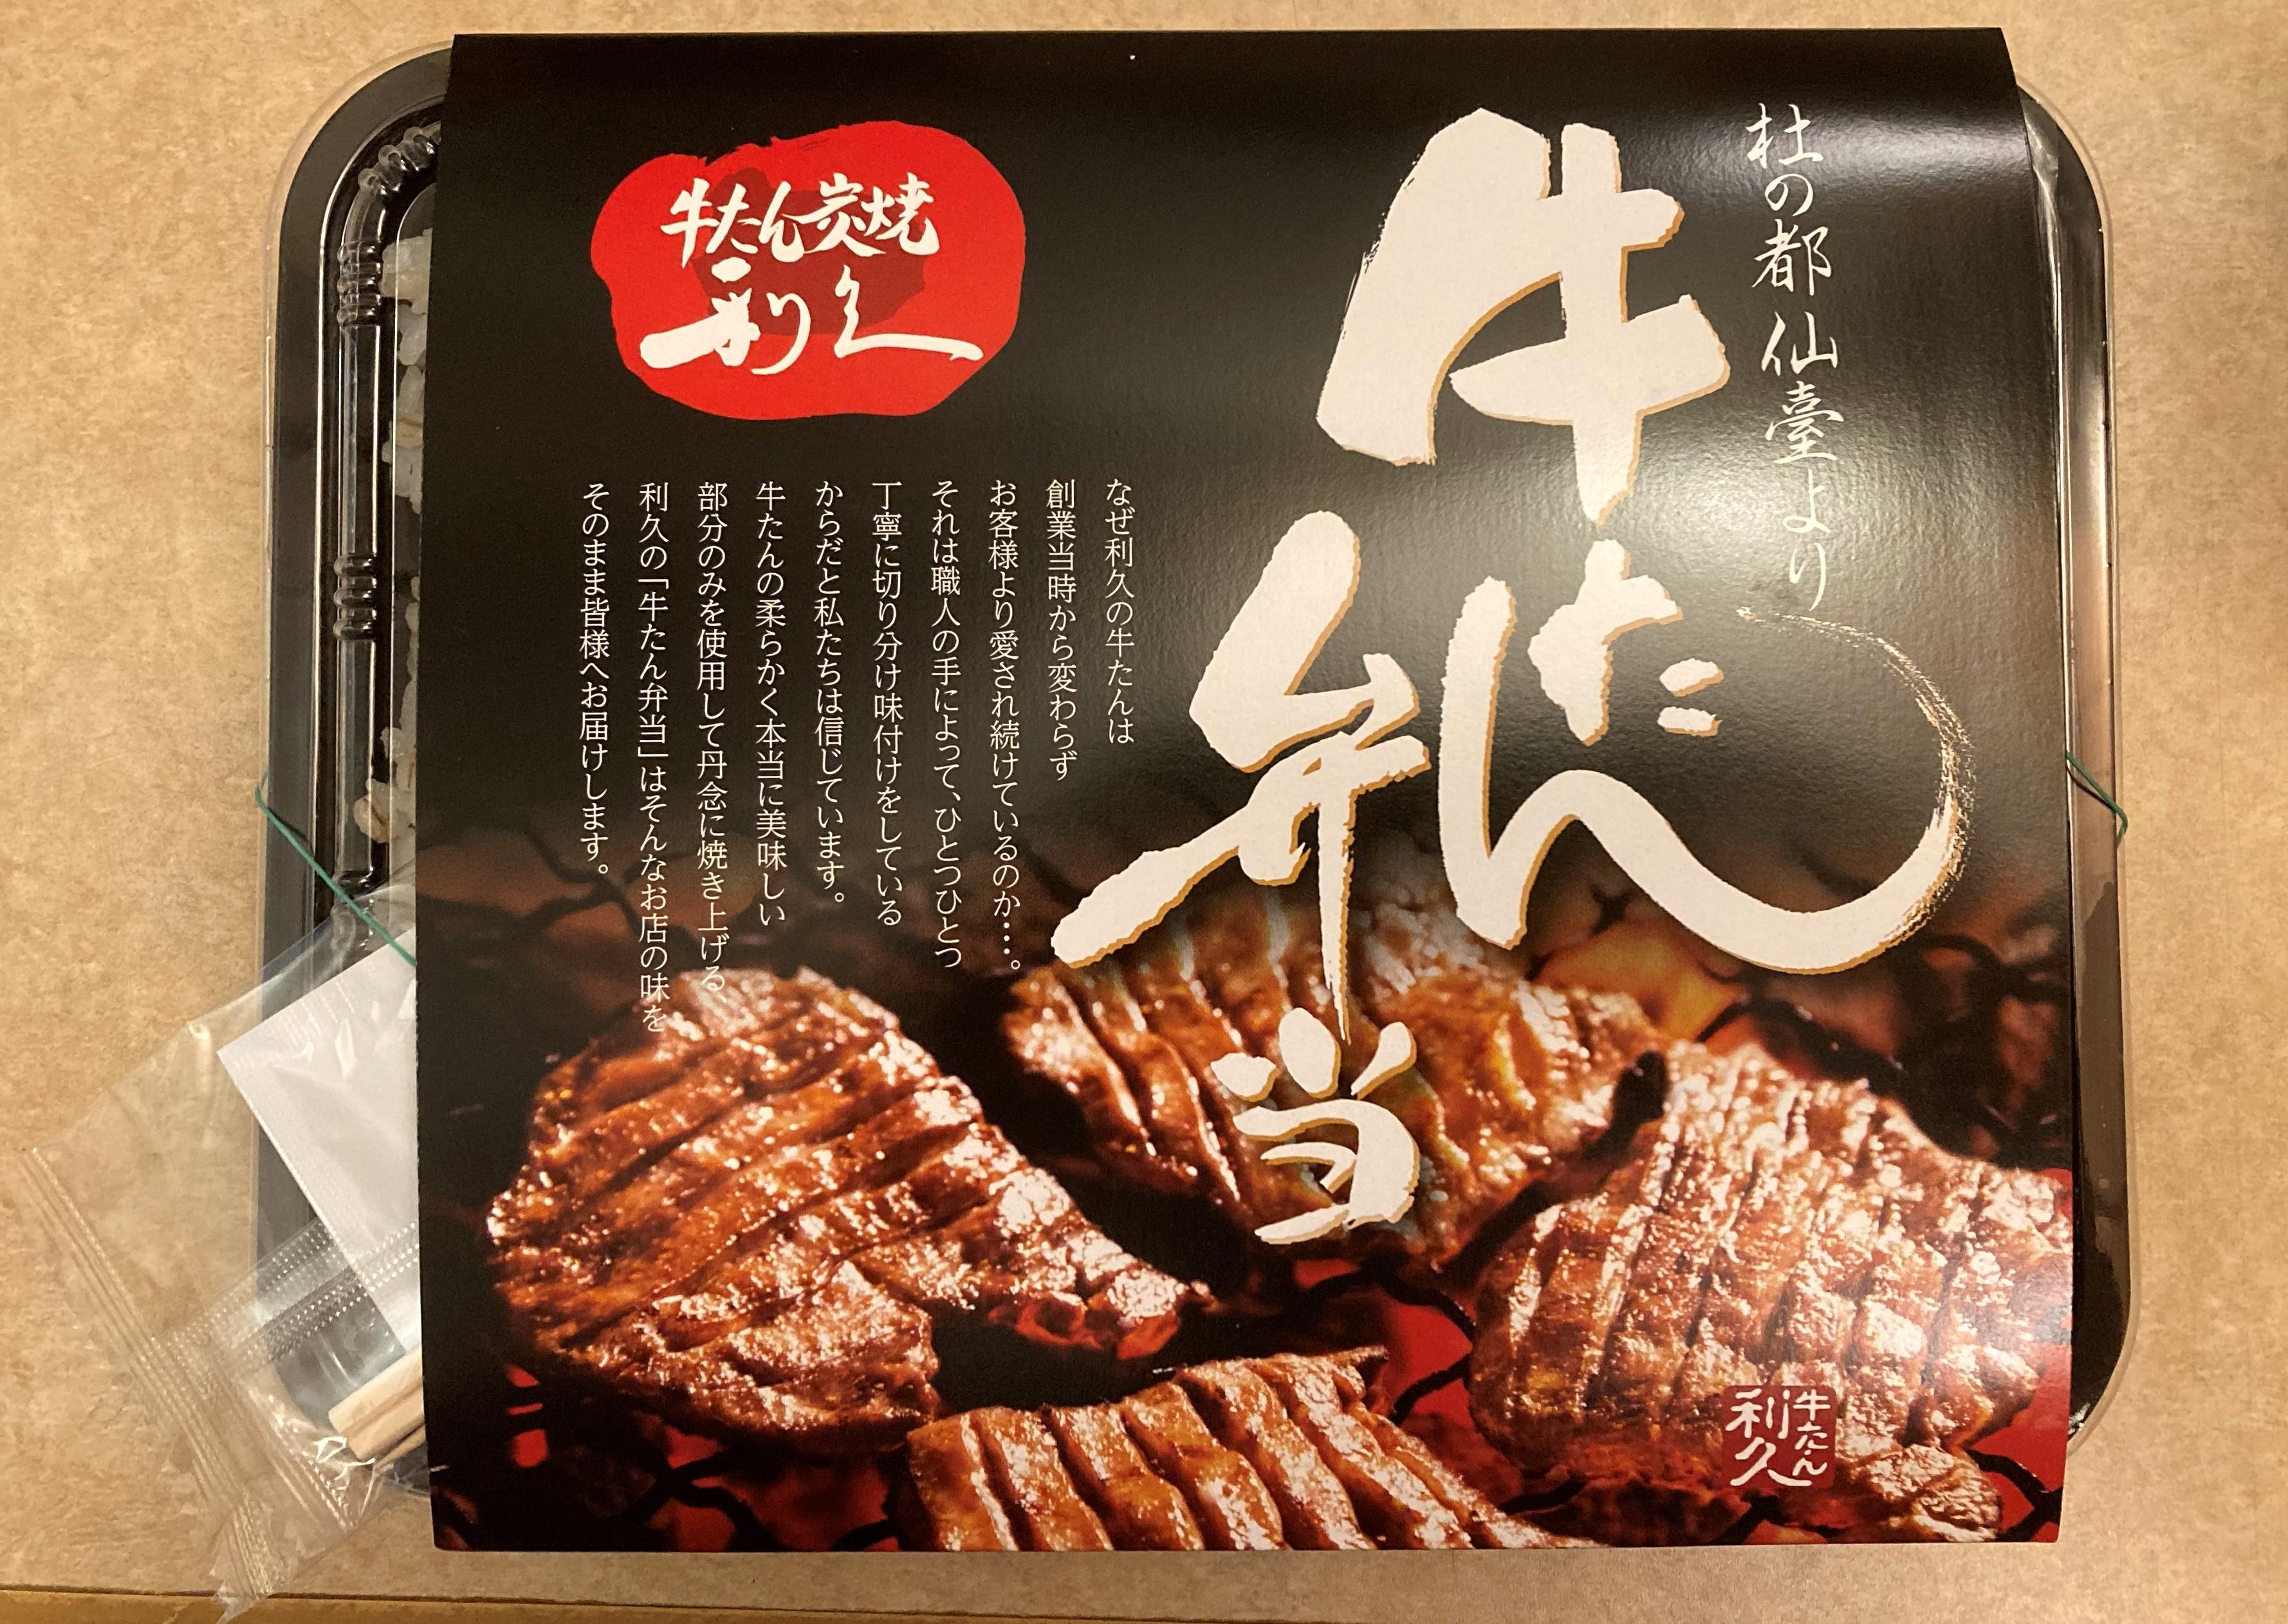 杜の都仙臺より
牛たん
弁当
牛たん炭焼
利久
なぜ利久の牛たんは
創業当時から変わらず
お客様より愛され続けているのか…。
それは職人の手によって、ひとつひとつ
丁寧に切り分け味付けをしている
からだと私たちは信じています。
牛たんの柔らかく本当に美味しい
部分のみを使用して丹念に焼き上げる
利久の「牛たん弁当」はそんなお店の味を
そのまま皆様へお届けします。
牛たん
利久